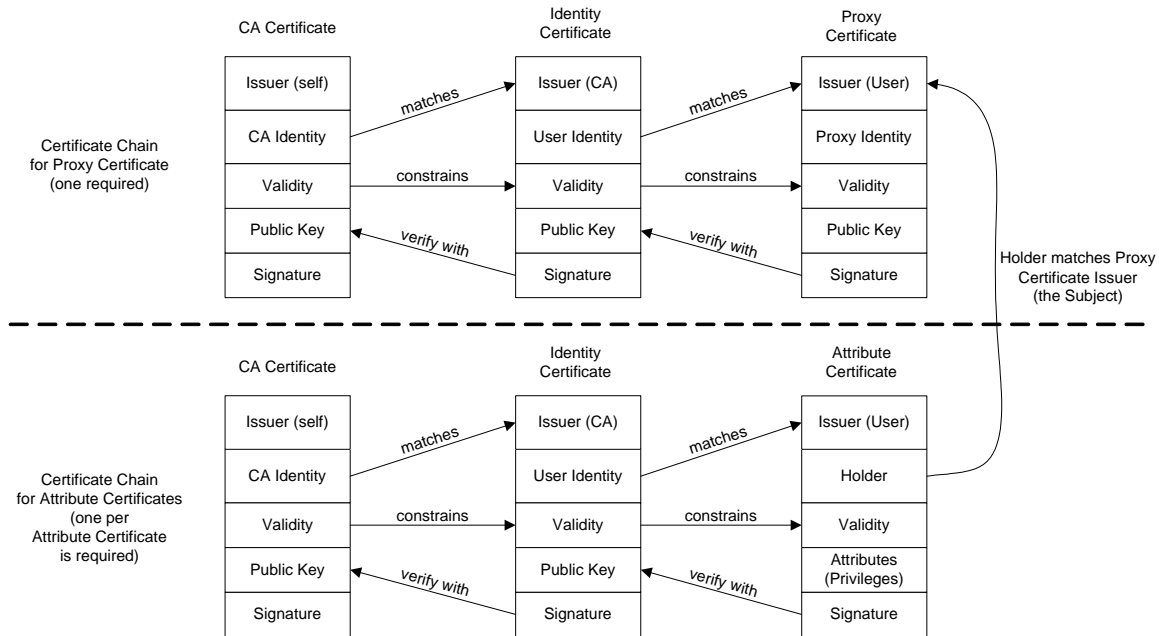 CA Certificate
Identity
Certificate
Proxy
Certificate
Certificate Chain
for Proxy Certificate
(one required)
Issuer (self)
CA Identity
Validity
Public Key
Signature
matches
constrains
verify with
Issuer (CA)
User Identity
Validity
Public Key
Signature
matches
constrains
verify with
Issuer (User)
Proxy Identity
Validity
Public Key
Signature
Holder matches Proxy
Certificate Issuer
(the Subject)
CA Certificate
Identity
Certificate
Attribute
Certificate
Certificate Chain
for Attribute Certificates
(one per
Attribute Certificate
is required)
Issuer (self)
CA Identity
Validity
Public Key
Signature
matches
constrains
verify with
Issuer (CA)
User Identity
Validity
Public Key
Signature
matches
constrains
verify with
Issuer (User)
Holder
Validity
Attributes
(Privileges)
Signature